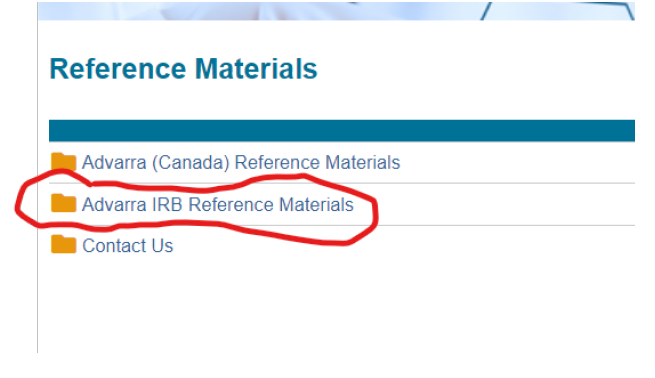 Reference Materials
Advarra (Canada) Reference Materials
Advarra IRB Reference Materials
Contact Us